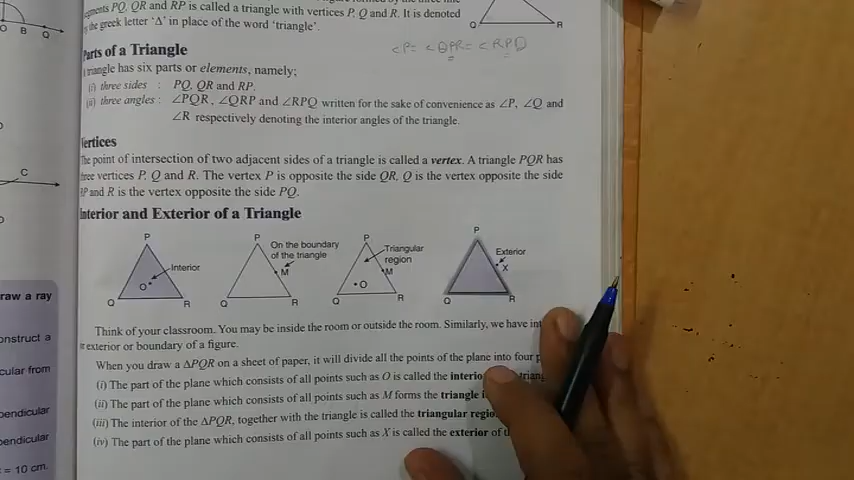 PQ, QR and RP is called a triangle with vertices P, Q and R. It is denoted
by the greek letter 'Δ' in place of the word 'triangle'.
Q R
∠P = ∠QPR = ∠RPQ
Parts of a Triangle
A triangle has six parts or elements, namely;
(i) three sides : PQ, QR and RP.
(ii) three angles : ∠PQR, ∠QRP and ∠RPQ written for the sake of convenience as ∠P, ∠Q and
∠R respectively denoting the interior angles of the triangle.
Vertices
The point of intersection of two adjacent sides of a triangle is called a vertex. A triangle PQR has
three vertices P, Q and R. The vertex P is opposite the side QR, Q is the vertex opposite the side
RP and R is the vertex opposite the side PQ.
Interior and Exterior of a Triangle
P Interior O Q R
P On the boundary
of the triangle
M Q R
P Triangular
region
M O Q R
P Exterior
X Q R
Think of your classroom. You may be inside the room or outside the room. Similarly, we have
or exterior or boundary of a figure.
When you draw a ΔPQR on a sheet of paper, it will divide all the points of the plane into four
(i) The part of the plane which consists of all points such as O is called the
(ii) The part of the plane which consists of all points such as M forms the triangle
(iii) The interior of the ΔPQR, together with the triangle is called the triangular
(iv) The part of the plane which consists of all points such as X is called the exterior of
O B Q
C
raw a ray
onstruct a
cular from
pendicular
pendicular
= 10 cm.